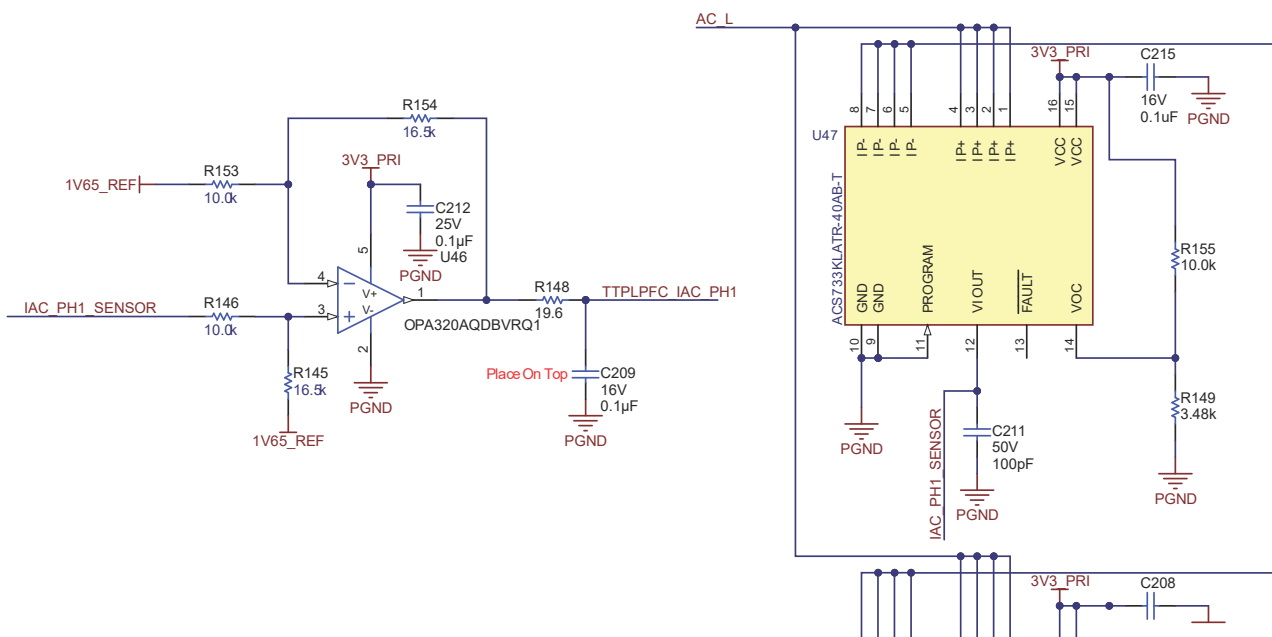 AC_L
R154
16.5k
3V3_PRI
R153
1V65_REF
10.0k
C212
25V
0.1µF
U46
PGND
5
4
V+
V-
1
R148
19.6
TTPLPFC_IAC_PH1
IAC_PH1_SENSOR
R146
10.0k
3
2
OPA320AQDBVRQ1
R145
16.5k
PGND
1V65_REF
Place On Top
C209
16V
0.1µF
PGND
3V3_PRI
C215
16V
0.1uF
PGND
U47
ACS733KLATR-40AB-T
8
7
6
5
4
3
2
1
16
15
IP-
IP-
IP-
IP-
IP+
IP+
IP+
IP+
VCC
VCC
GND
GND
PROGRAM
VIOUT
FAULT
VOC
10
9
11
12
13
14
R155
10.0k
R149
3.48k
PGND
PGND
IAC_PH1_SENSOR
C211
50V
100pF
PGND
3V3_PRI
C208